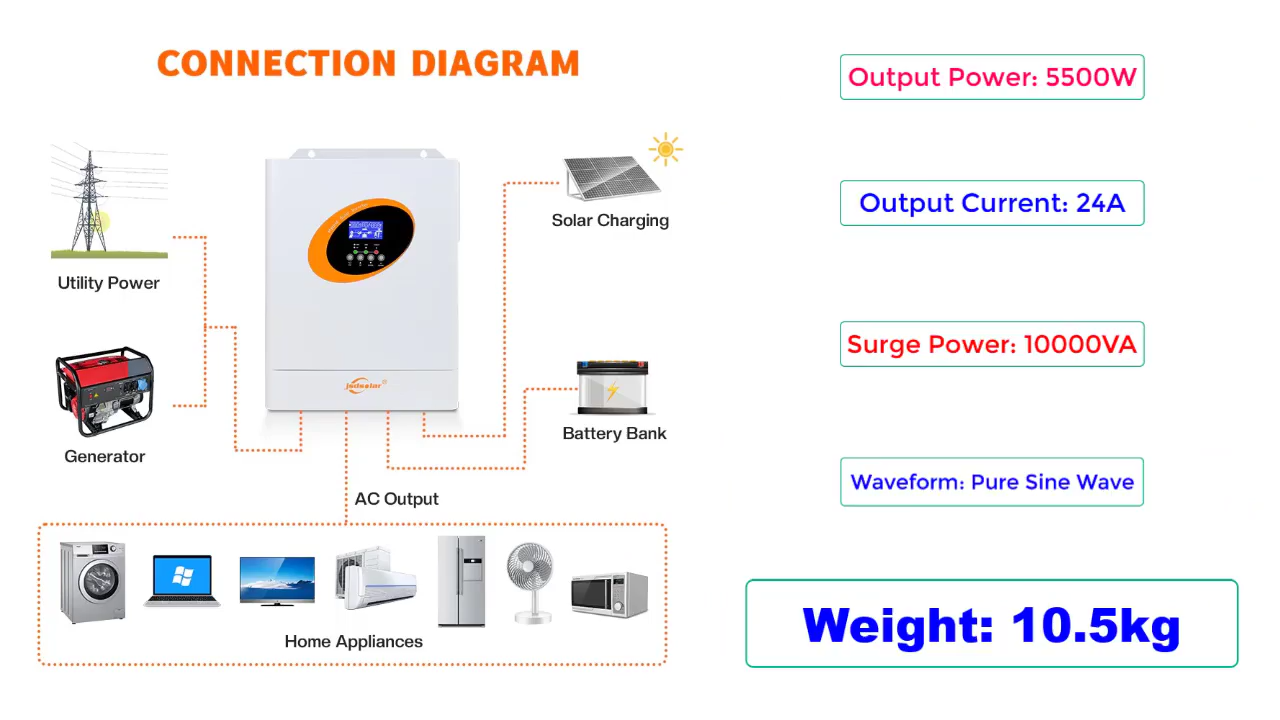 CONNECTION DIAGRAM
Utility Power
Generator
Solar Charging
Battery Bank
jsdsolar
AC Output
Home Appliances
Output Power: 5500W
Output Current: 24A
Surge Power: 10000VA
Waveform: Pure Sine Wave
Weight: 10.5kg